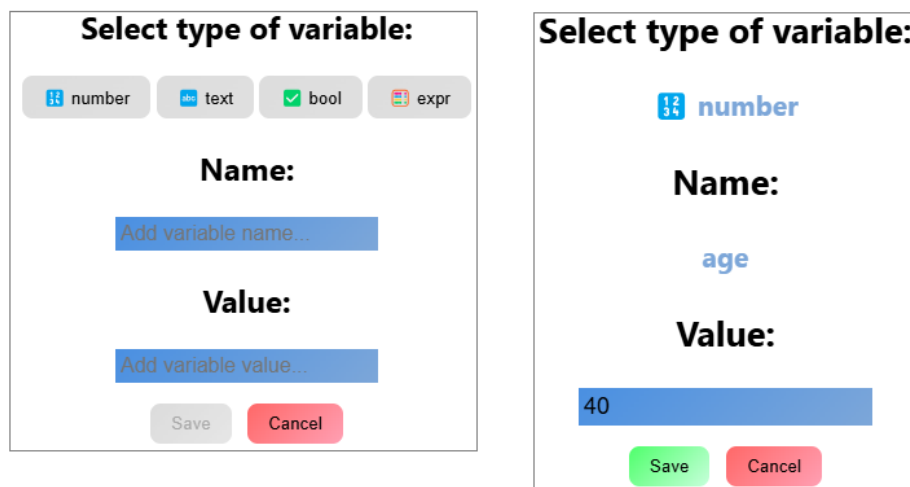 Select type of variable:
number text bool expr
Name:
Add variable name...
Value:
Add variable value...
Save Cancel
Select type of variable:
number
Name:
age
Value:
40
Save Cancel